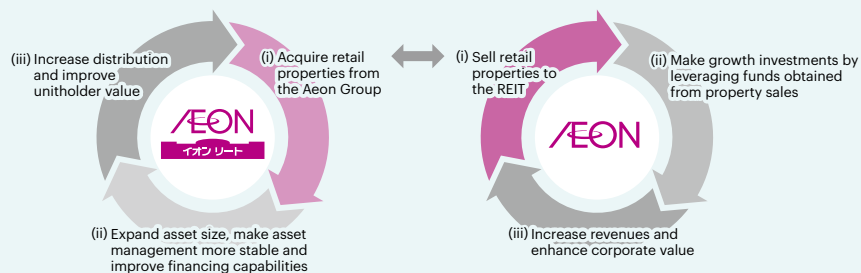 (iii) Increase distribution
and improve
unitholder value
(i) Acquire retail
properties from
the Aeon Group
ÆON
イオン リート
(ii) Expand asset size, make asset
management more stable and
improve financing capabilities
(i) Sell retail
properties to
the REIT
(ii) Make growth investments by
leveraging funds obtained
from property sales
ÆON
(iii) Increase revenues and
enhance corporate value